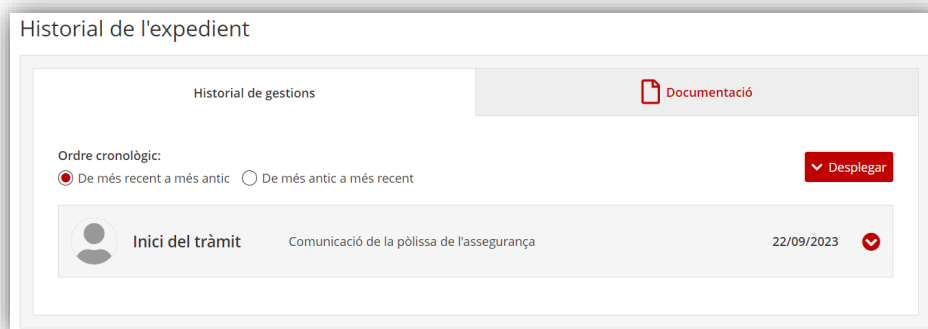 Historial de l'expedient
Historial de gestions
Documentació
Ordre cronològic:
De més recent a més antic
De més antic a més recent
Desplegar
Inici del tràmit
Comunicació de la pòlissa de l'assegurança
22/09/2023